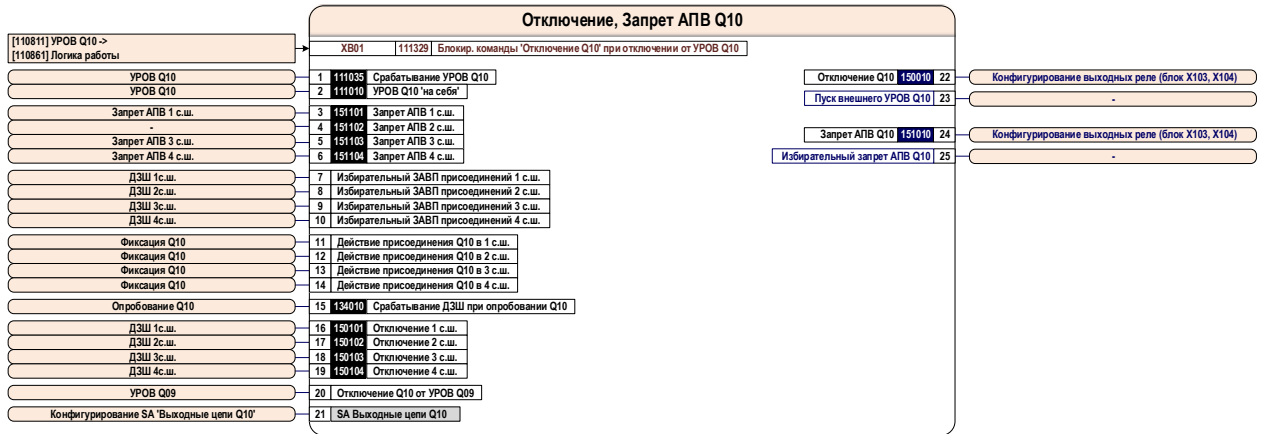 Отключение, Запрет АПВ Q10
[110811] УРОВ Q10 ->
[110861] Логика работы
XB01 111329 Блокир. команды 'Отключение Q10' при отключении от УРОВ Q10
УРОВ Q10 1 111035 Срабатывание УРОВ Q10
УРОВ Q10 2 111010 УРОВ Q10 'на себя'
Запрет АПВ 1 с.ш. 3 151101 Запрет АПВ 1 с.ш.
- 4 151102 Запрет АПВ 2 с.ш.
Запрет АПВ 3 с.ш. 5 151103 Запрет АПВ 3 с.ш.
Запрет АПВ 4 с.ш. 6 151104 Запрет АПВ 4 с.ш.
ДЗШ 1с.ш. 7 Избирательный ЗАВП присоединений 1 с.ш.
ДЗШ 2с.ш. 8 Избирательный ЗАВП присоединений 2 с.ш.
ДЗШ 3с.ш. 9 Избирательный ЗАВП присоединений 3 с.ш.
ДЗШ 4с.ш. 10 Избирательный ЗАВП присоединений 4 с.ш.
Фиксация Q10 11 Действие присоединения Q10 в 1 с.ш.
Фиксация Q10 12 Действие присоединения Q10 в 2 с.ш.
Фиксация Q10 13 Действие присоединения Q10 в 3 с.ш.
Фиксация Q10 14 Действие присоединения Q10 в 4 с.ш.
Опробование Q10 15 134010 Срабатывание ДЗШ при опробовании Q10
ДЗШ 1с.ш. 16 150101 Отключение 1 с.ш.
ДЗШ 2с.ш. 17 150102 Отключение 2 с.ш.
ДЗШ 3с.ш. 18 150103 Отключение 3 с.ш.
ДЗШ 4с.ш. 19 150104 Отключение 4 с.ш.
УРОВ Q09 20 Отключение Q10 от УРОВ Q09
Конфигурирование SA 'Выходные цепи Q10' 21 SA Выходные цепи Q10
Отключение Q10 150010 22 Конфигурирование выходных реле (блок X103, X104)
Пуск внешнего УРОВ Q10 23 -
Запрет АПВ Q10 151010 24 Конфигурирование выходных реле (блок X103, X104)
Избирательный запрет АПВ Q10 25 -